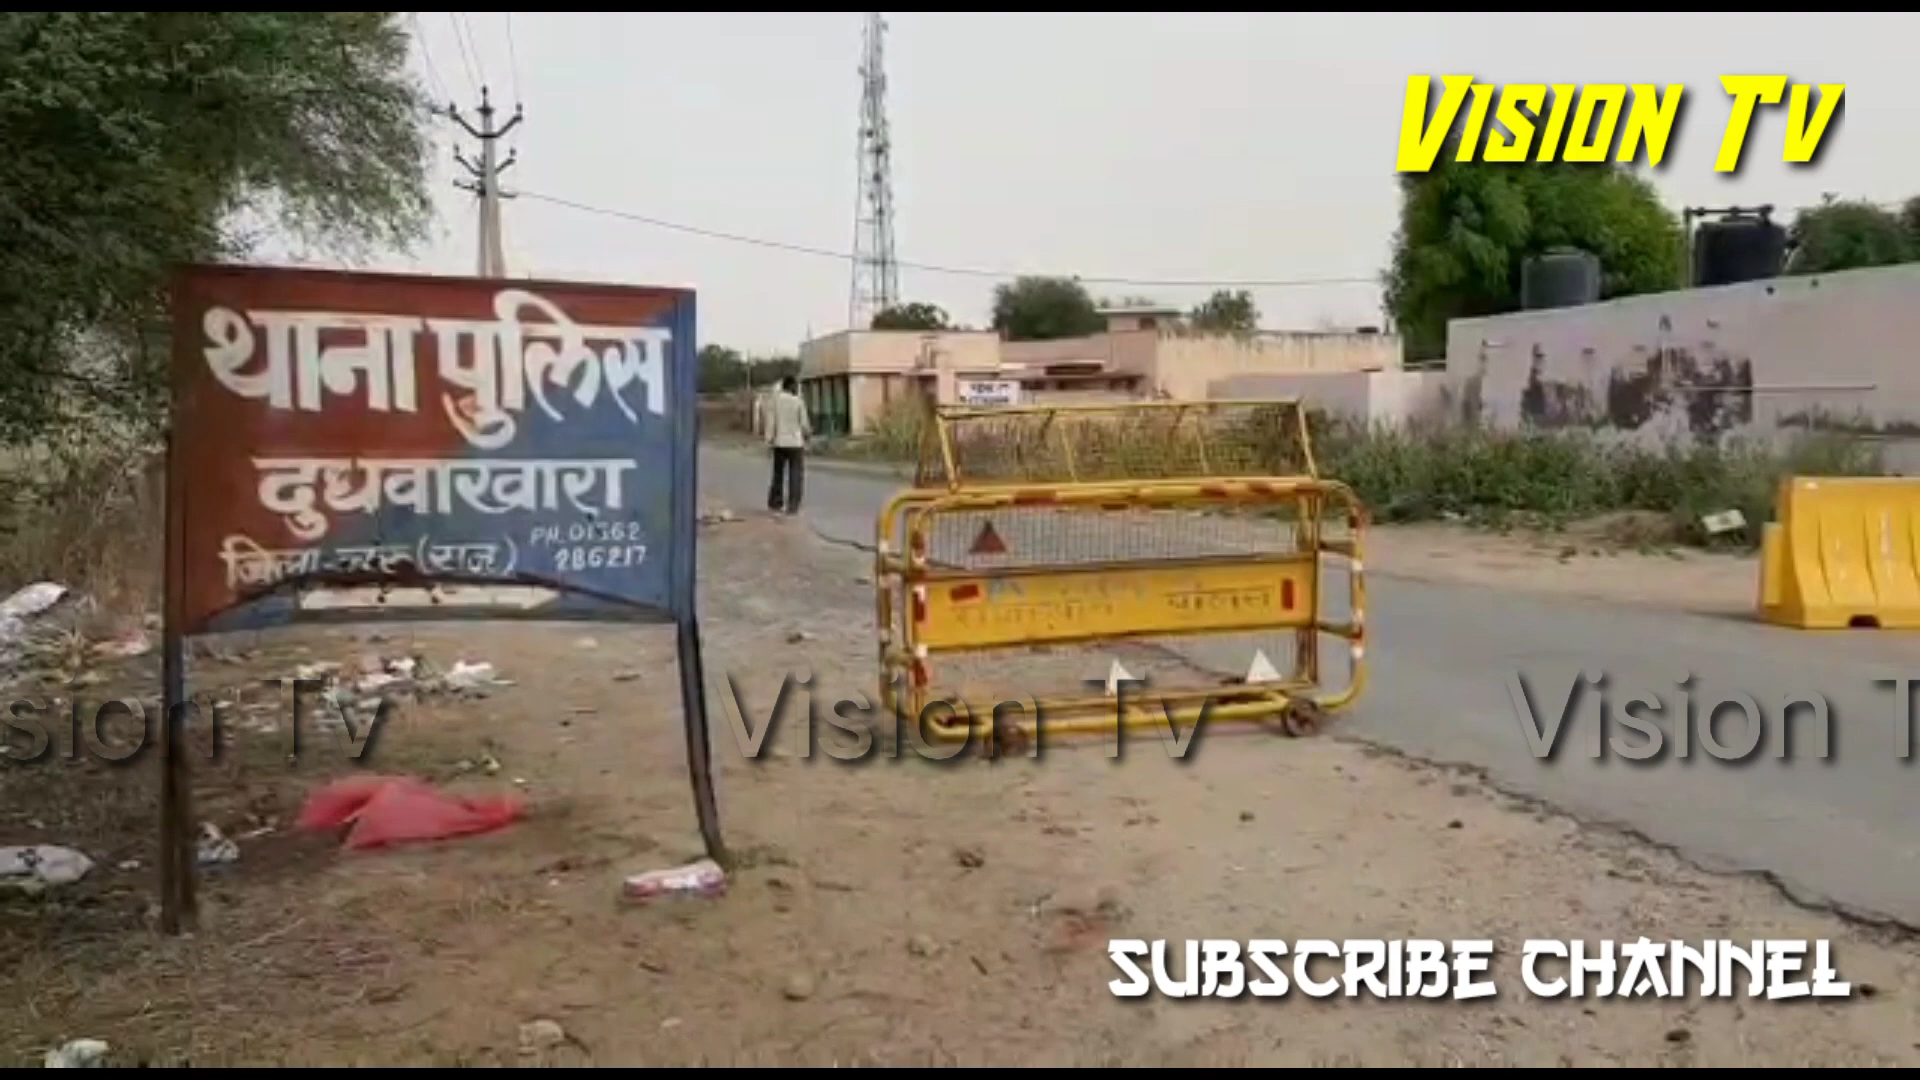 Vision Tv
थाना पुलिस
दुधवाखारा
जिला-चूरू (राज)
PH. 01562
286217
Vision Tv
SUBSCRIBE CHANNEL